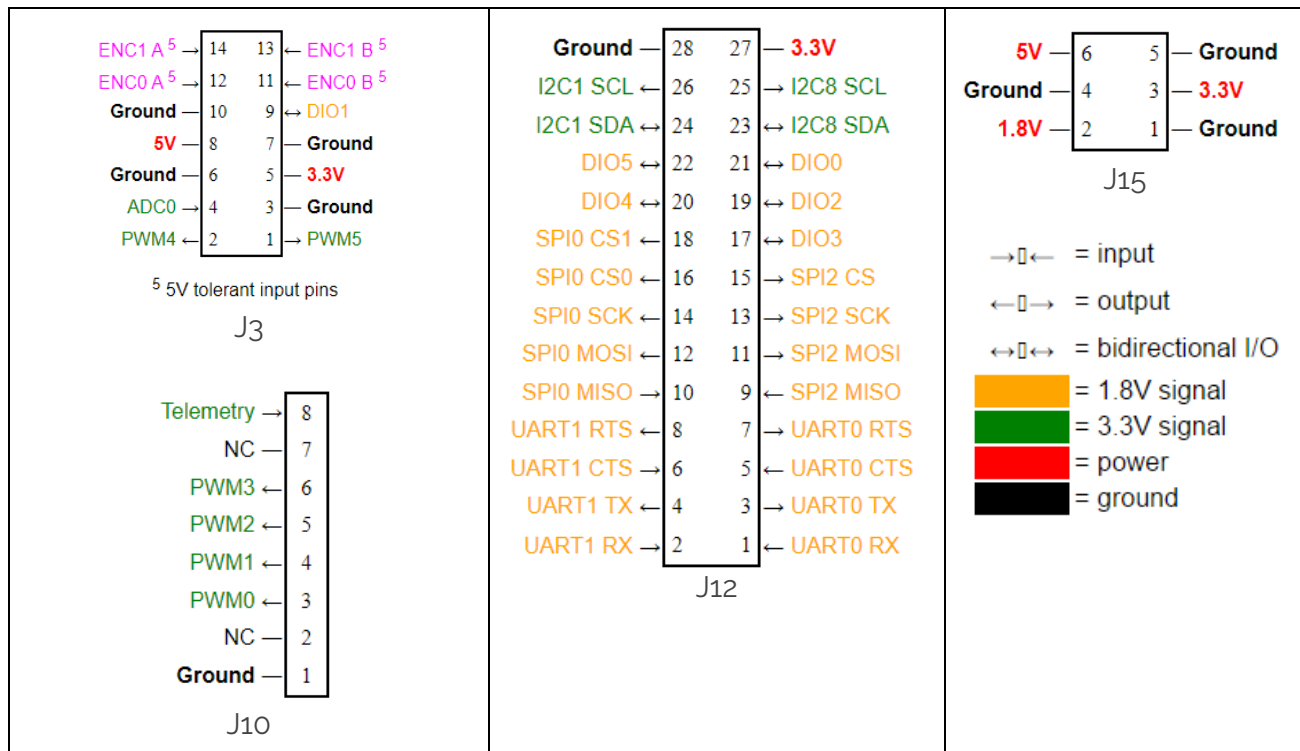 ENC1 A ⁵ → 14 13 ← ENC1 B ⁵
ENC0 A ⁵ → 12 11 ← ENC0 B ⁵
Ground — 10 9 ↔ DIO1
5V — 8 7 — Ground
Ground — 6 5 — 3.3V
ADC0 → 4 3 — Ground
PWM4 ← 2 1 → PWM5
⁵ 5V tolerant input pins
J3
Telemetry → 8
NC — 7
PWM3 ← 6
PWM2 ← 5
PWM1 ← 4
PWM0 ← 3
NC — 2
Ground — 1
J10
Ground — 28 27 — 3.3V
I2C1 SCL ← 26 25 → I2C8 SCL
I2C1 SDA ↔ 24 23 ↔ I2C8 SDA
DIO5 ↔ 22 21 ↔ DIO0
DIO4 ↔ 20 19 ↔ DIO2
SPI0 CS1 ← 18 17 ↔ DIO3
SPI0 CS0 ← 16 15 → SPI2 CS
SPI0 SCK ← 14 13 → SPI2 SCK
SPI0 MOSI ← 12 11 → SPI2 MOSI
SPI0 MISO → 10 9 ← SPI2 MISO
UART1 RTS ← 8 7 → UART0 RTS
UART1 CTS → 6 5 ← UART0 CTS
UART1 TX ← 4 3 → UART0 TX
UART1 RX → 2 1 ← UART0 RX
J12
5V — 6 5 — Ground
Ground — 4 3 — 3.3V
1.8V — 2 1 — Ground
J15
→▯← = input
←▯→ = output
↔▯↔ = bidirectional I/O
= 1.8V signal
= 3.3V signal
= power
= ground